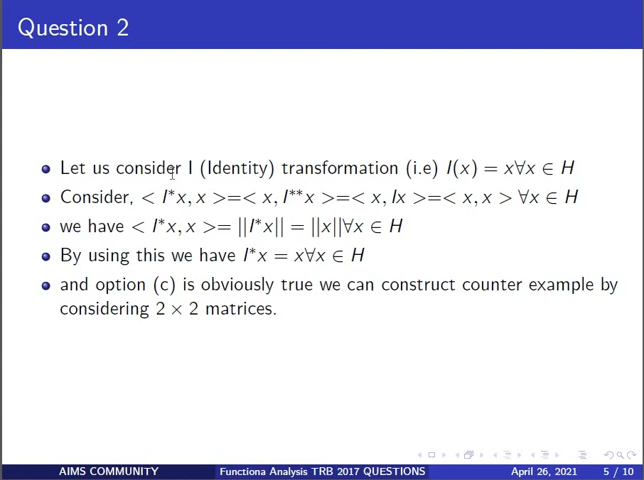 Question 2
Let us consider I (Identity) transformation (i.e) I(x) = x∀x ∈ H
Consider, < I*x, x >=< x, I**x >=< x, Ix >=< x, x > ∀x ∈ H
we have < I*x, x >= ||I*x|| = ||x||∀x ∈ H
By using this we have I*x = x∀x ∈ H
and option (c) is obviously true we can construct counter example by
considering 2 × 2 matrices.
AIMS COMMUNITY Functiona Analysis TRB 2017 QUESTIONS April 26, 2021 5 / 10